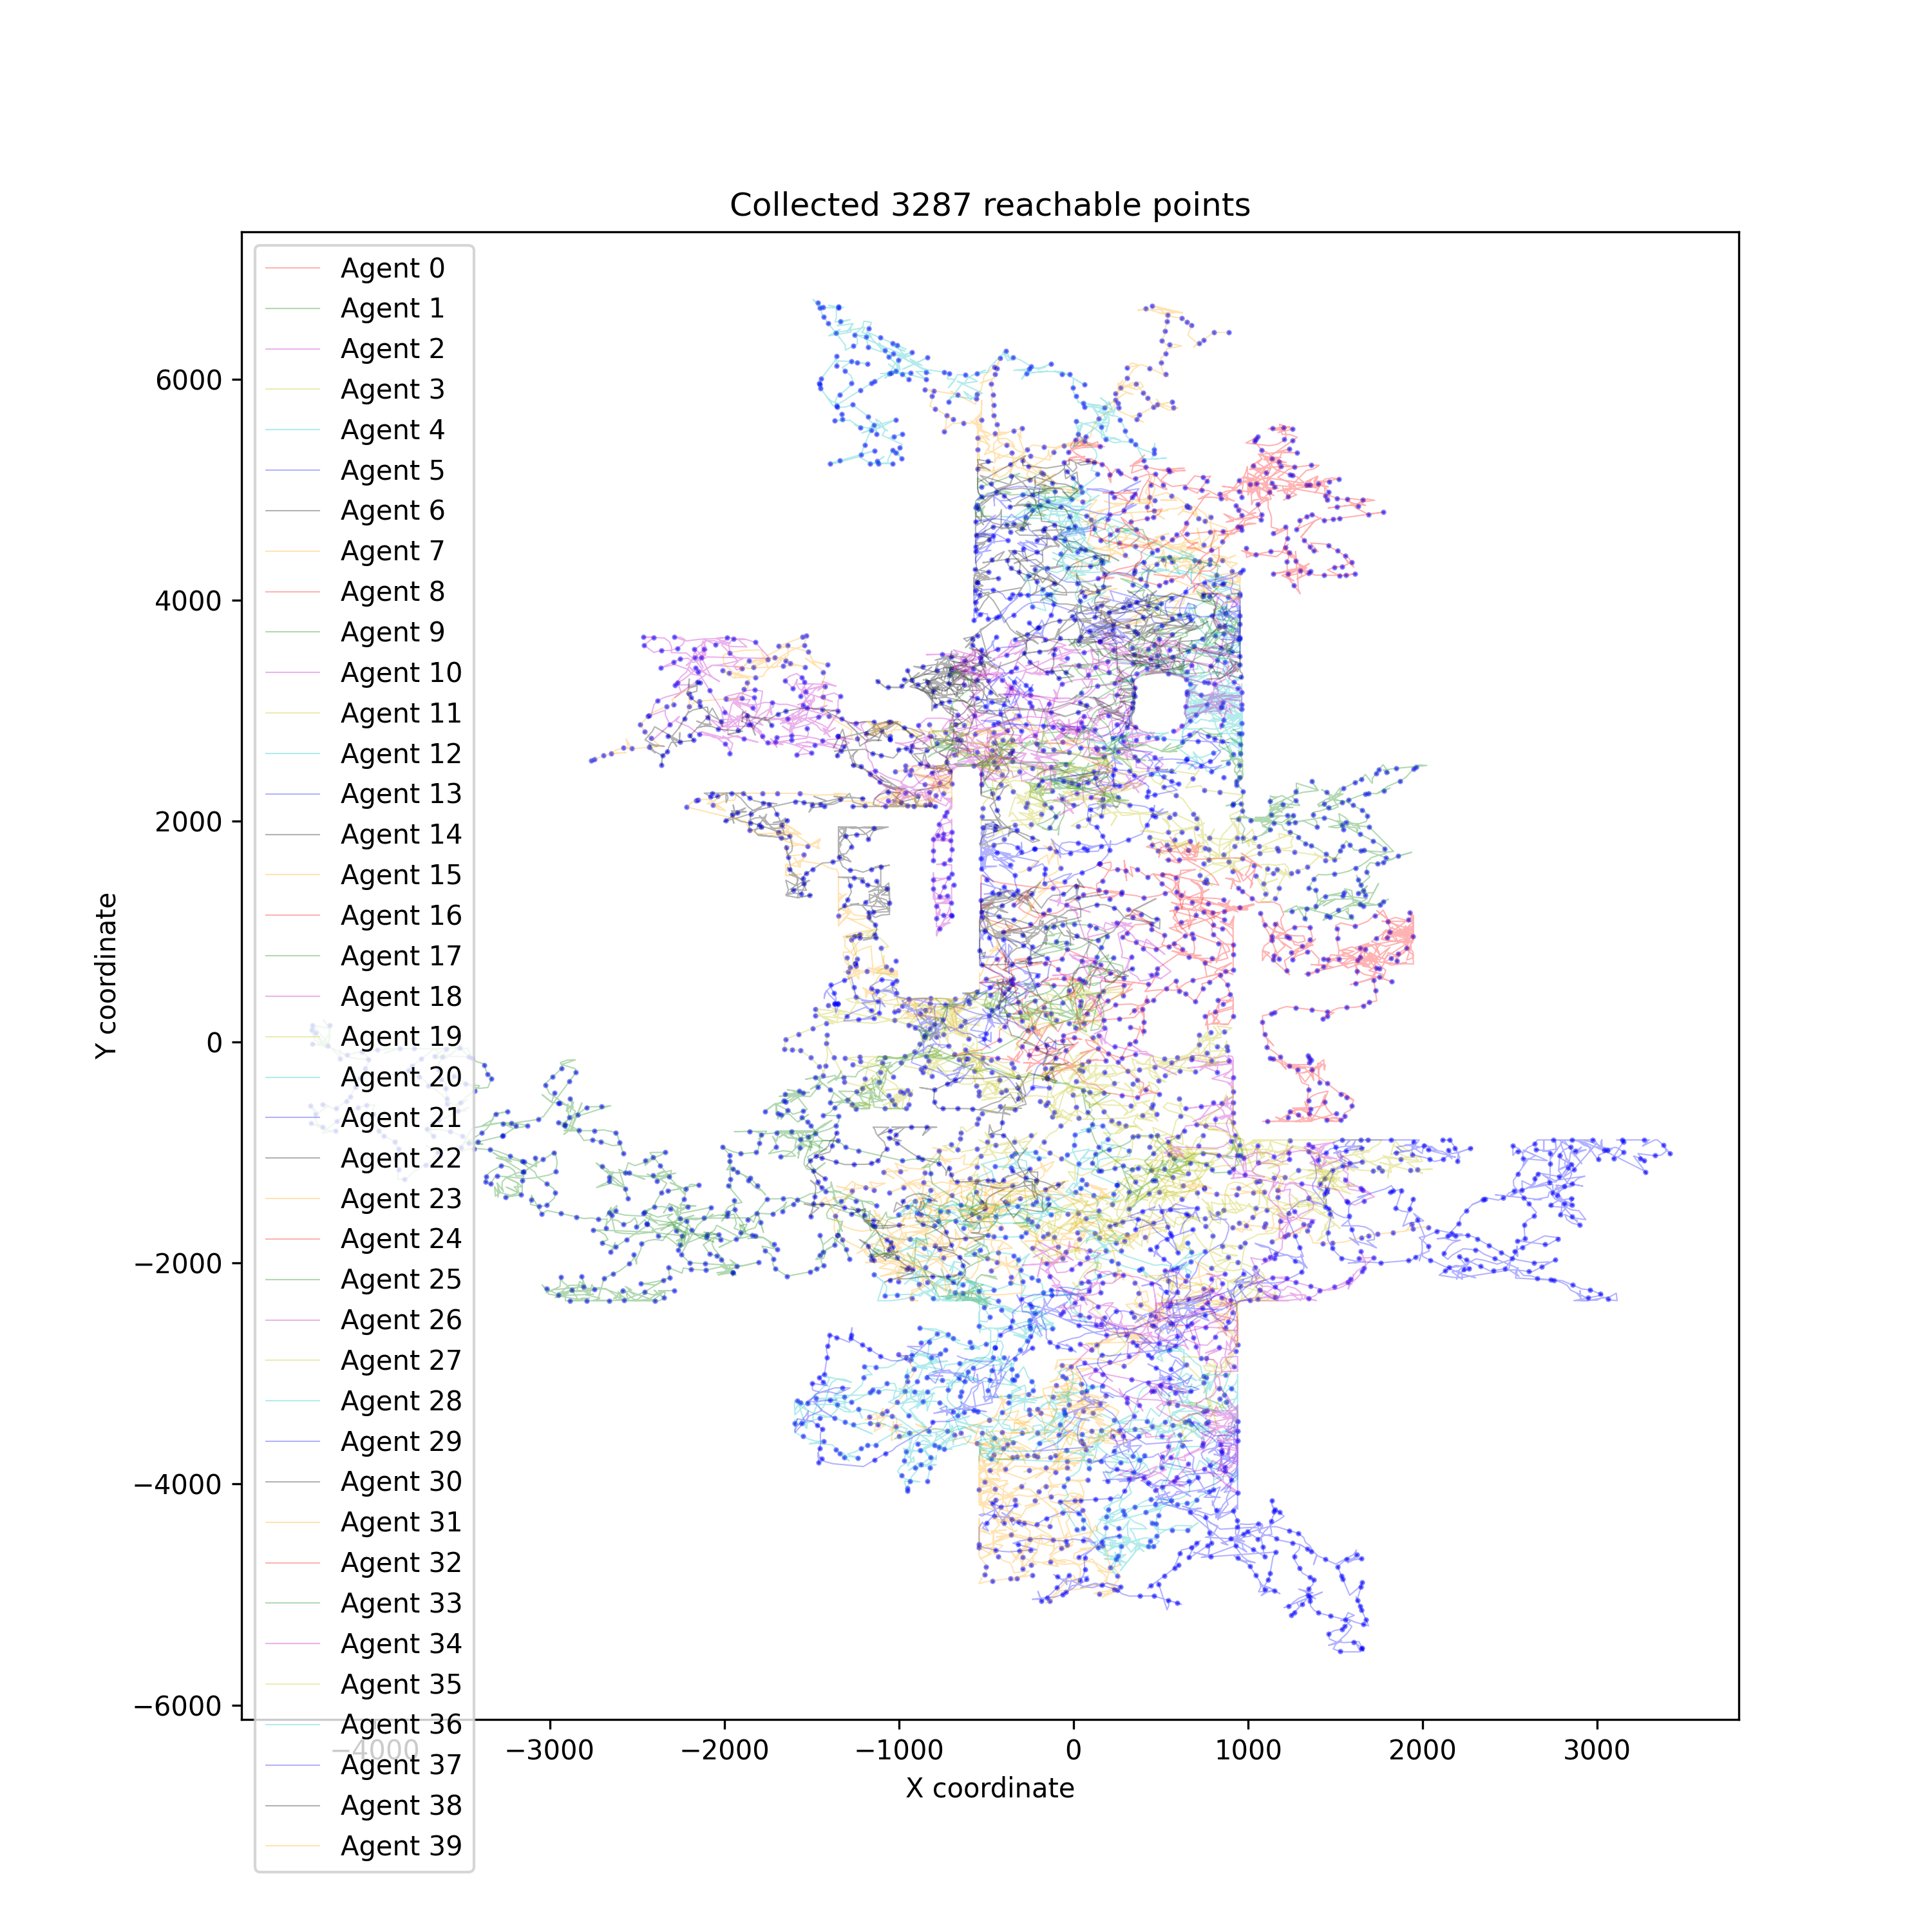 Collected 3287 reachable points
Agent 0
Agent 1
Agent 2
Agent 3
Agent 4
Agent 5
Agent 6
Agent 7
Agent 8
Agent 9
Agent 10
Agent 11
Agent 12
Agent 13
Agent 14
Agent 15
Agent 16
Agent 17
Agent 18
Agent 19
Agent 20
Agent 21
Agent 22
Agent 23
Agent 24
Agent 25
Agent 26
Agent 27
Agent 28
Agent 29
Agent 30
Agent 31
Agent 32
Agent 33
Agent 34
Agent 35
Agent 36
Agent 37
Agent 38
Agent 39
Y coordinate
6000
4000
2000
0
−2000
−4000
−6000
−4000 −3000 −2000 −1000 0 1000 2000 3000
X coordinate